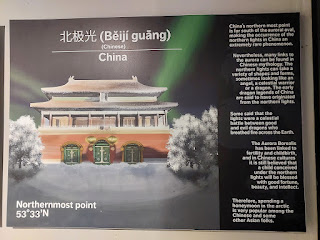 北极光 (Běijí guāng)
(Chinese)
China
China's northern most point
is far south of the auroral oval,
making the occurrence of the
northern lights in China an
extremely rare phenomenon.
Nevertheless, many links to
the aurora can be found in
Chinese mythology. The
northern lights can take a
variety of shapes and forms,
sometimes looking like an
angel, a celestial warrior
or a dragon. The early
dragon legends of China
are said to have originated
from the northern lights.
Some said that the
lights were a celestial
battle between good
and evil dragons who
breathed fire across the Earth.
The Aurora Borealis
has been linked to
fertility and childbirth,
and in Chinese cultures
it is still believed that
a child conceived
under the northern
lights will be blessed
with good fortune,
beauty, and intellect.
Therefore, spending a
honeymoon in the arctic
is very popular among the
Chinese and some
other Asian folks.
Northernmost point
53°33'N